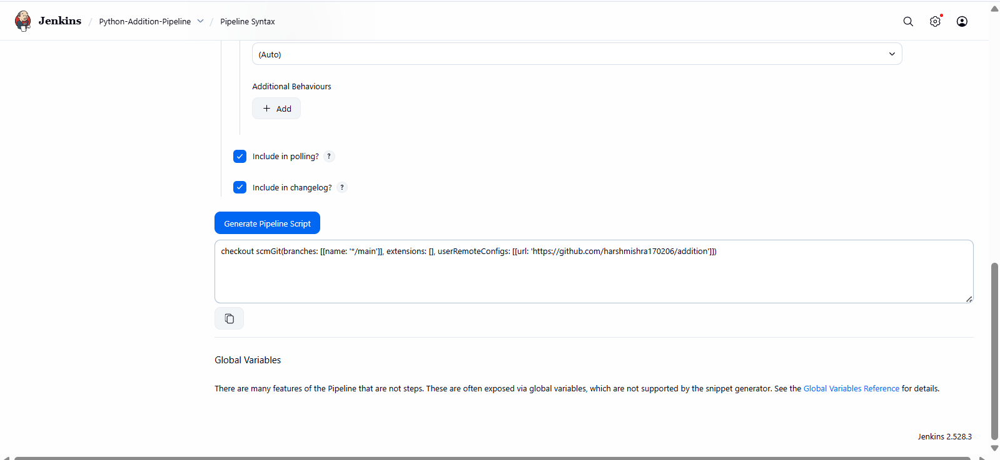 Jenkins / Python-Addition-Pipeline / Pipeline Syntax
(Auto)
Additional Behaviours
+ Add
Include in polling? ?
Include in changelog? ?
Generate Pipeline Script
checkout scmGit(branches: [[name: '*/main']], extensions: [], userRemoteConfigs: [[url: 'https://github.com/harshmishra170206/addition']])
Global Variables
There are many features of the Pipeline that are not steps. These are often exposed via global variables, which are not supported by the snippet generator. See the Global Variables Reference for details.
Jenkins 2.528.3